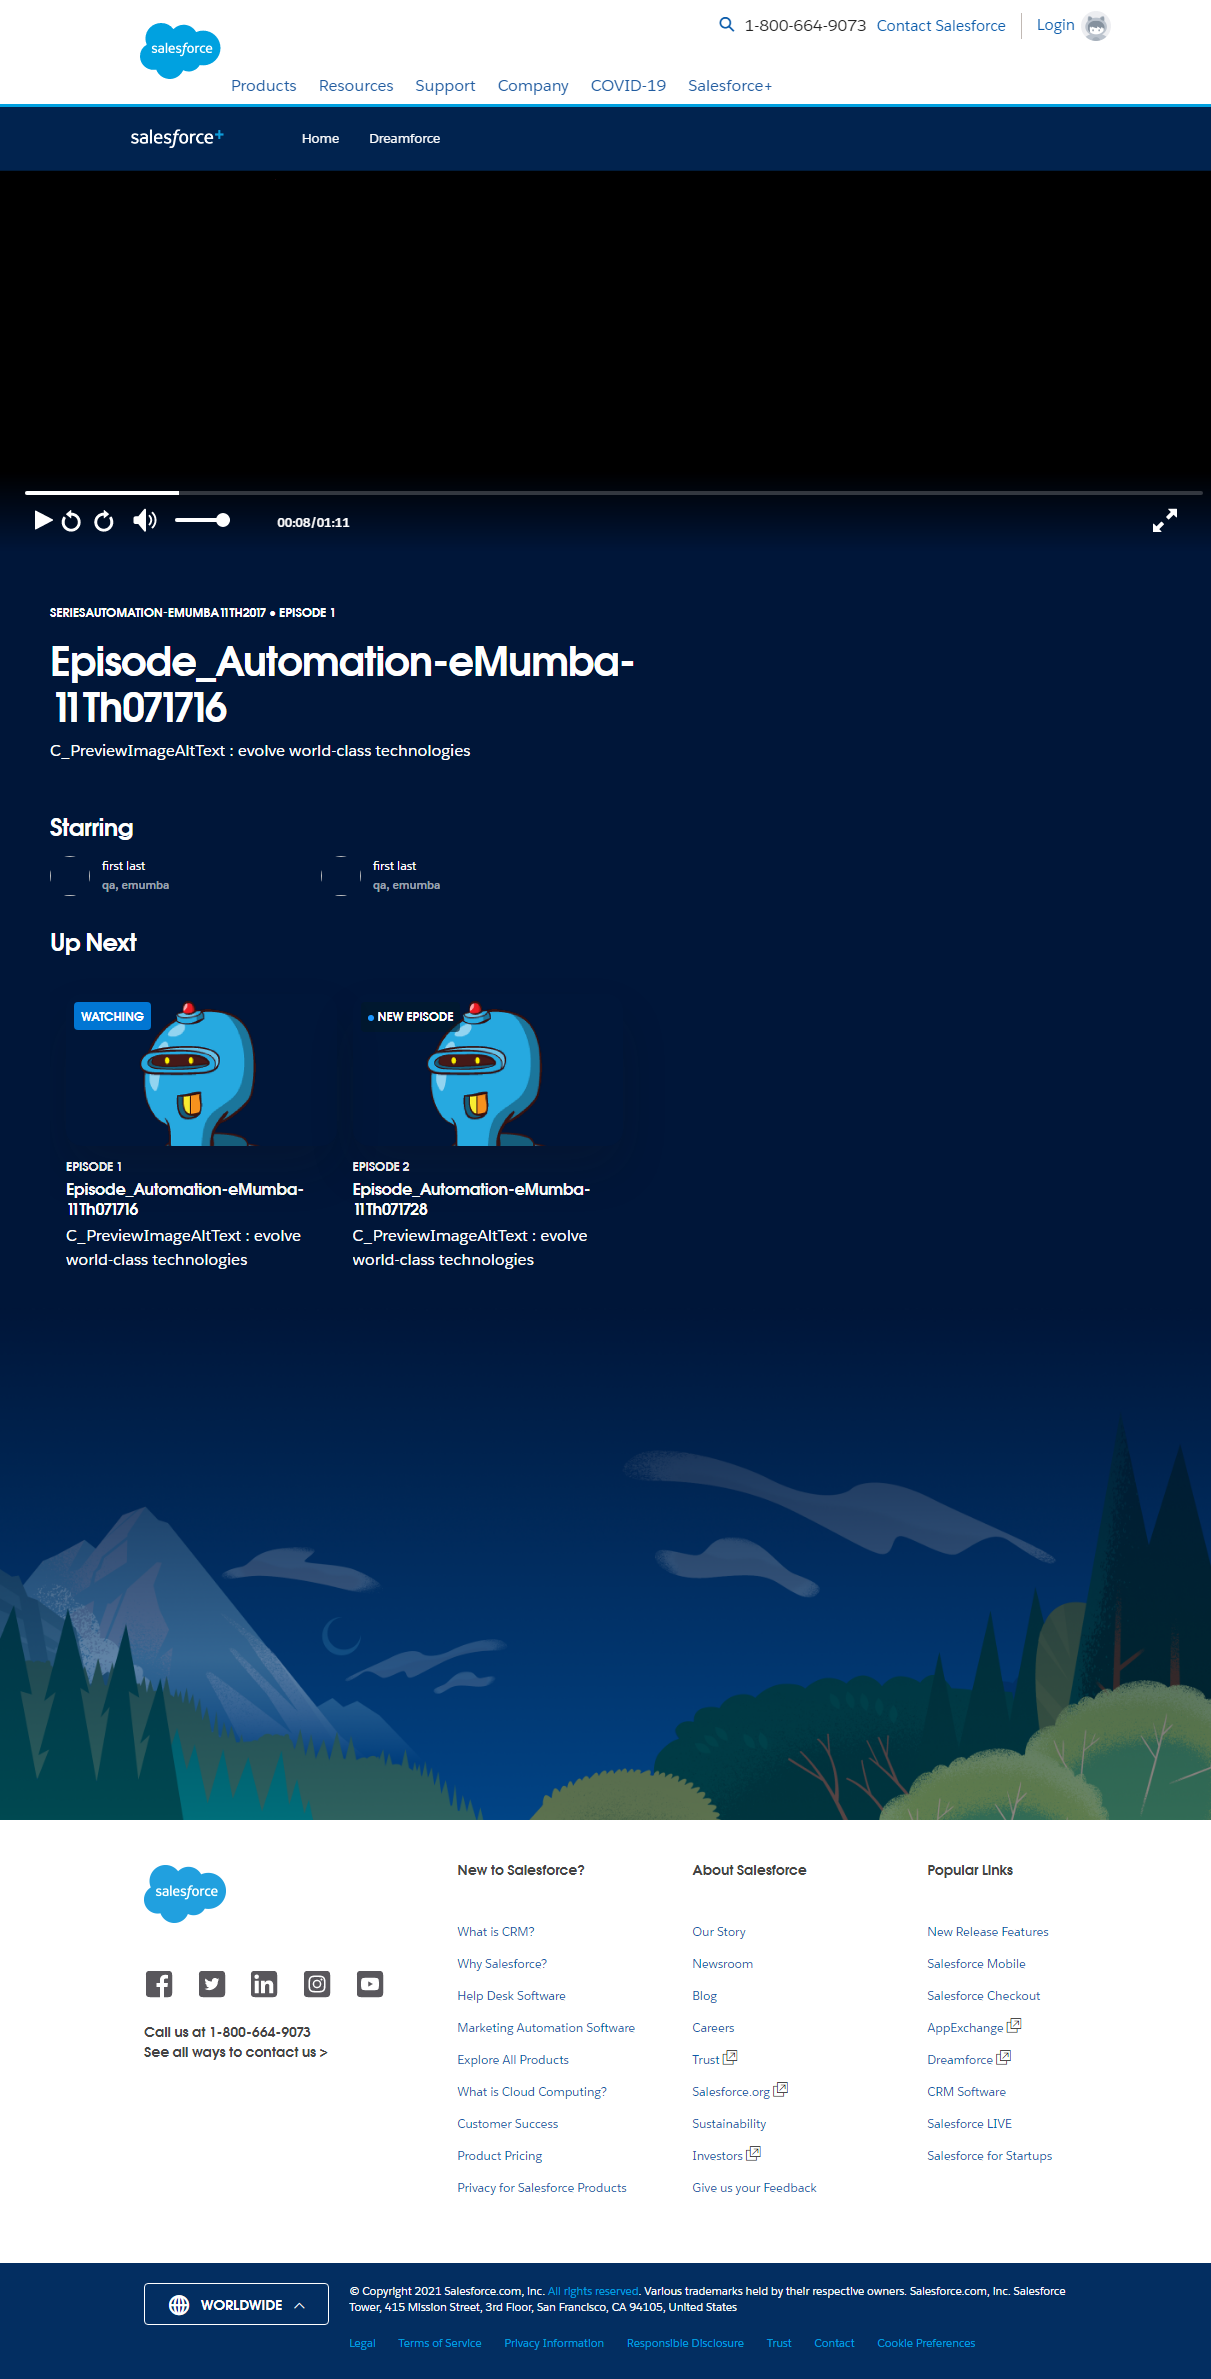 1-800-664-9073 Contact Salesforce Login
salesforce
Products Resources Support Company COVID-19 Salesforce+
salesforce+ Home Dreamforce
00:08/01:11
SERIESAUTOMATION-EMUMBA11TH2017 • EPISODE 1
Episode_Automation-eMumba-
11Th071716
C_PreviewImageAltText : evolve world-class technologies
Starring
first last
qa, emumba
first last
qa, emumba
Up Next
WATCHING
EPISODE 1
Episode_Automation-eMumba-
11Th071716
C_PreviewImageAltText : evolve
world-class technologies
NEW EPISODE
EPISODE 2
Episode_Automation-eMumba-
11Th071728
C_PreviewImageAltText : evolve
world-class technologies
salesforce
Call us at 1-800-664-9073
See all ways to contact us >
New to Salesforce?
What is CRM?
Why Salesforce?
Help Desk Software
Marketing Automation Software
Explore All Products
What is Cloud Computing?
Customer Success
Product Pricing
Privacy for Salesforce Products
About Salesforce
Our Story
Newsroom
Blog
Careers
Trust
Salesforce.org
Sustainability
Investors
Give us your Feedback
Popular Links
New Release Features
Salesforce Mobile
Salesforce Checkout
AppExchange
Dreamforce
CRM Software
Salesforce LIVE
Salesforce for Startups
WORLDWIDE
© Copyright 2021 Salesforce.com, Inc. All rights reserved. Various trademarks held by their respective owners. Salesforce.com, Inc. Salesforce
Tower, 415 Mission Street, 3rd Floor, San Francisco, CA 94105, United States
Legal Terms of Service Privacy Information Responsible Disclosure Trust Contact Cookie Preferences